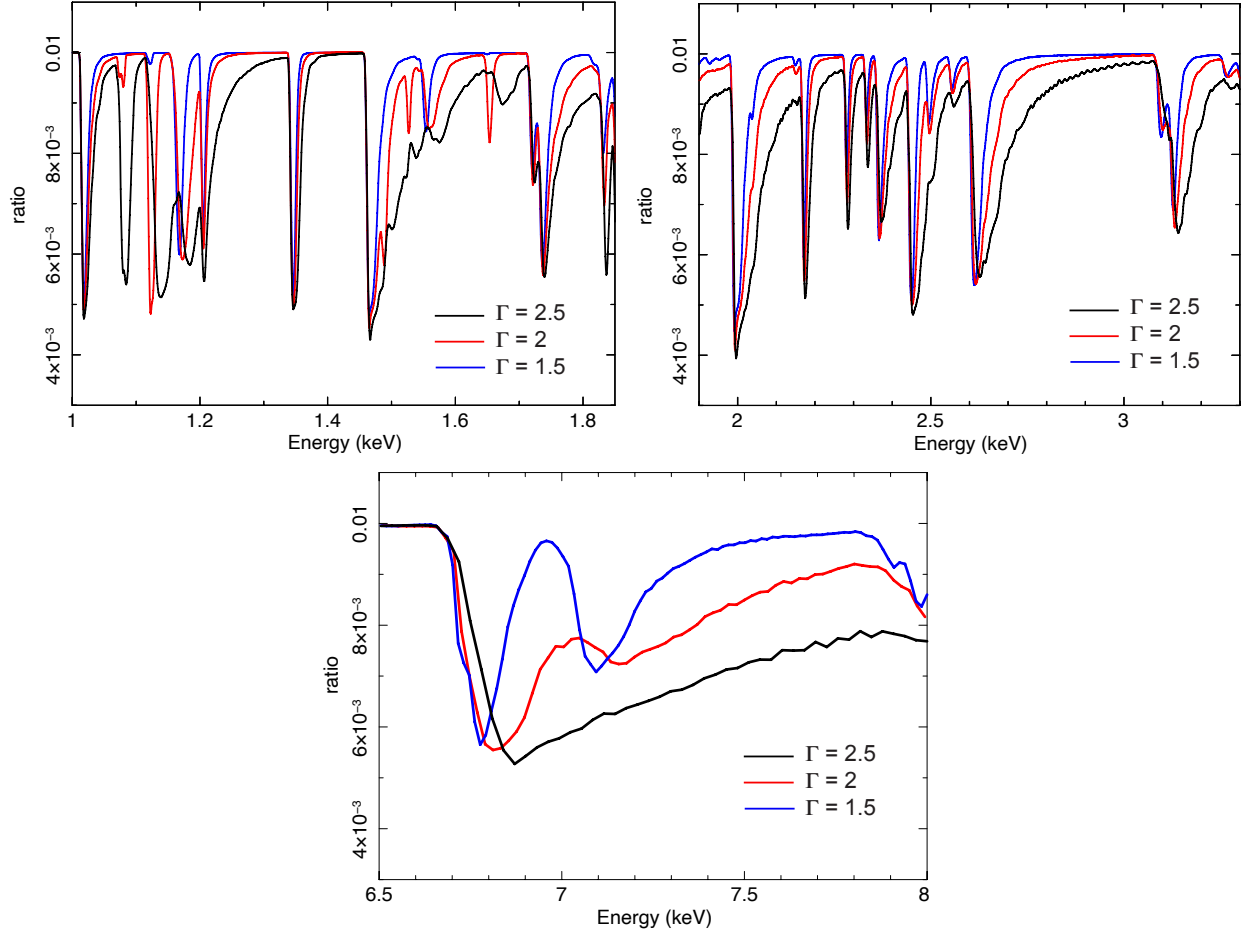 0.01
8×10⁻³
6×10⁻³
4×10⁻³
ratio
1 1.2 1.4 1.6 1.8
Energy (keV)
Γ = 2.5
Γ = 2
Γ = 1.5
0.01
8×10⁻³
6×10⁻³
4×10⁻³
ratio
2 2.5 3
Energy (keV)
Γ = 2.5
Γ = 2
Γ = 1.5
0.01
8×10⁻³
6×10⁻³
4×10⁻³
ratio
6.5 7 7.5 8
Energy (keV)
Γ = 2.5
Γ = 2
Γ = 1.5